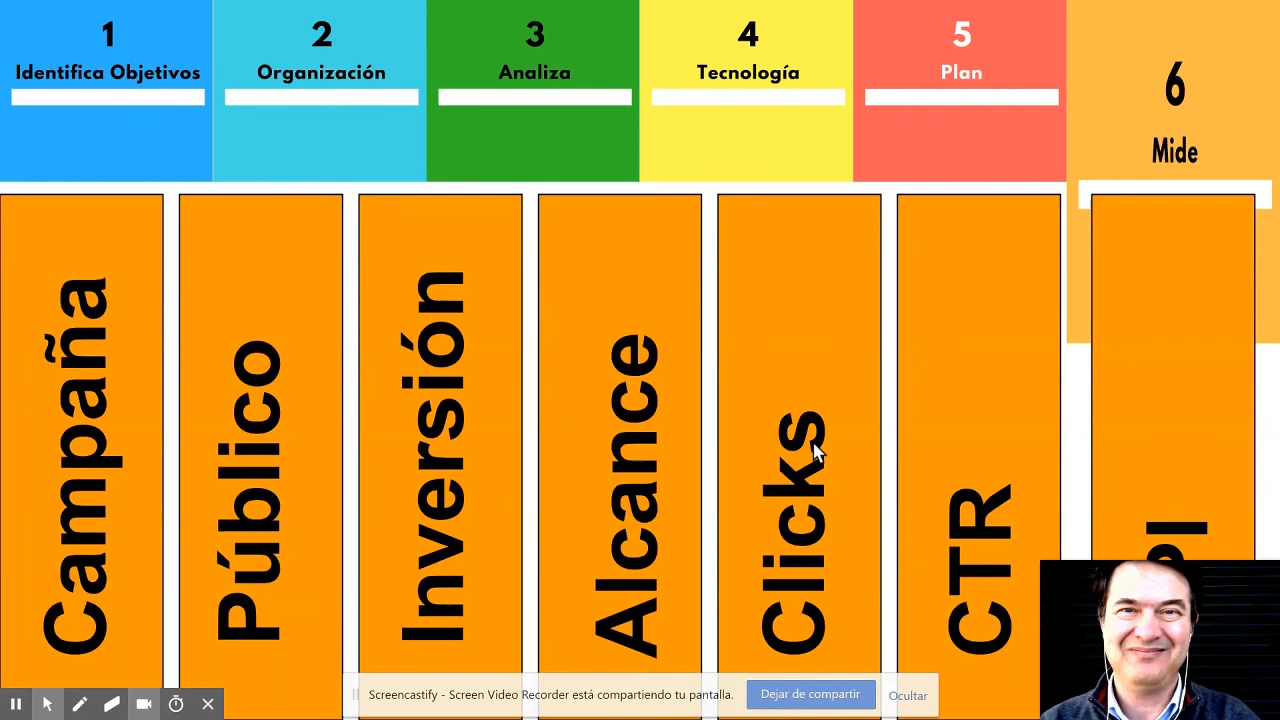 1
Identifica Objetivos
2
Organización
3
Analiza
4
Tecnología
5
Plan
6
Mide
Campaña
Público
Inversión
Alcance
Clicks
CTR
Screencastify - Screen Video Recorder está compartiendo tu pantalla.
Dejar de compartir
Ocultar